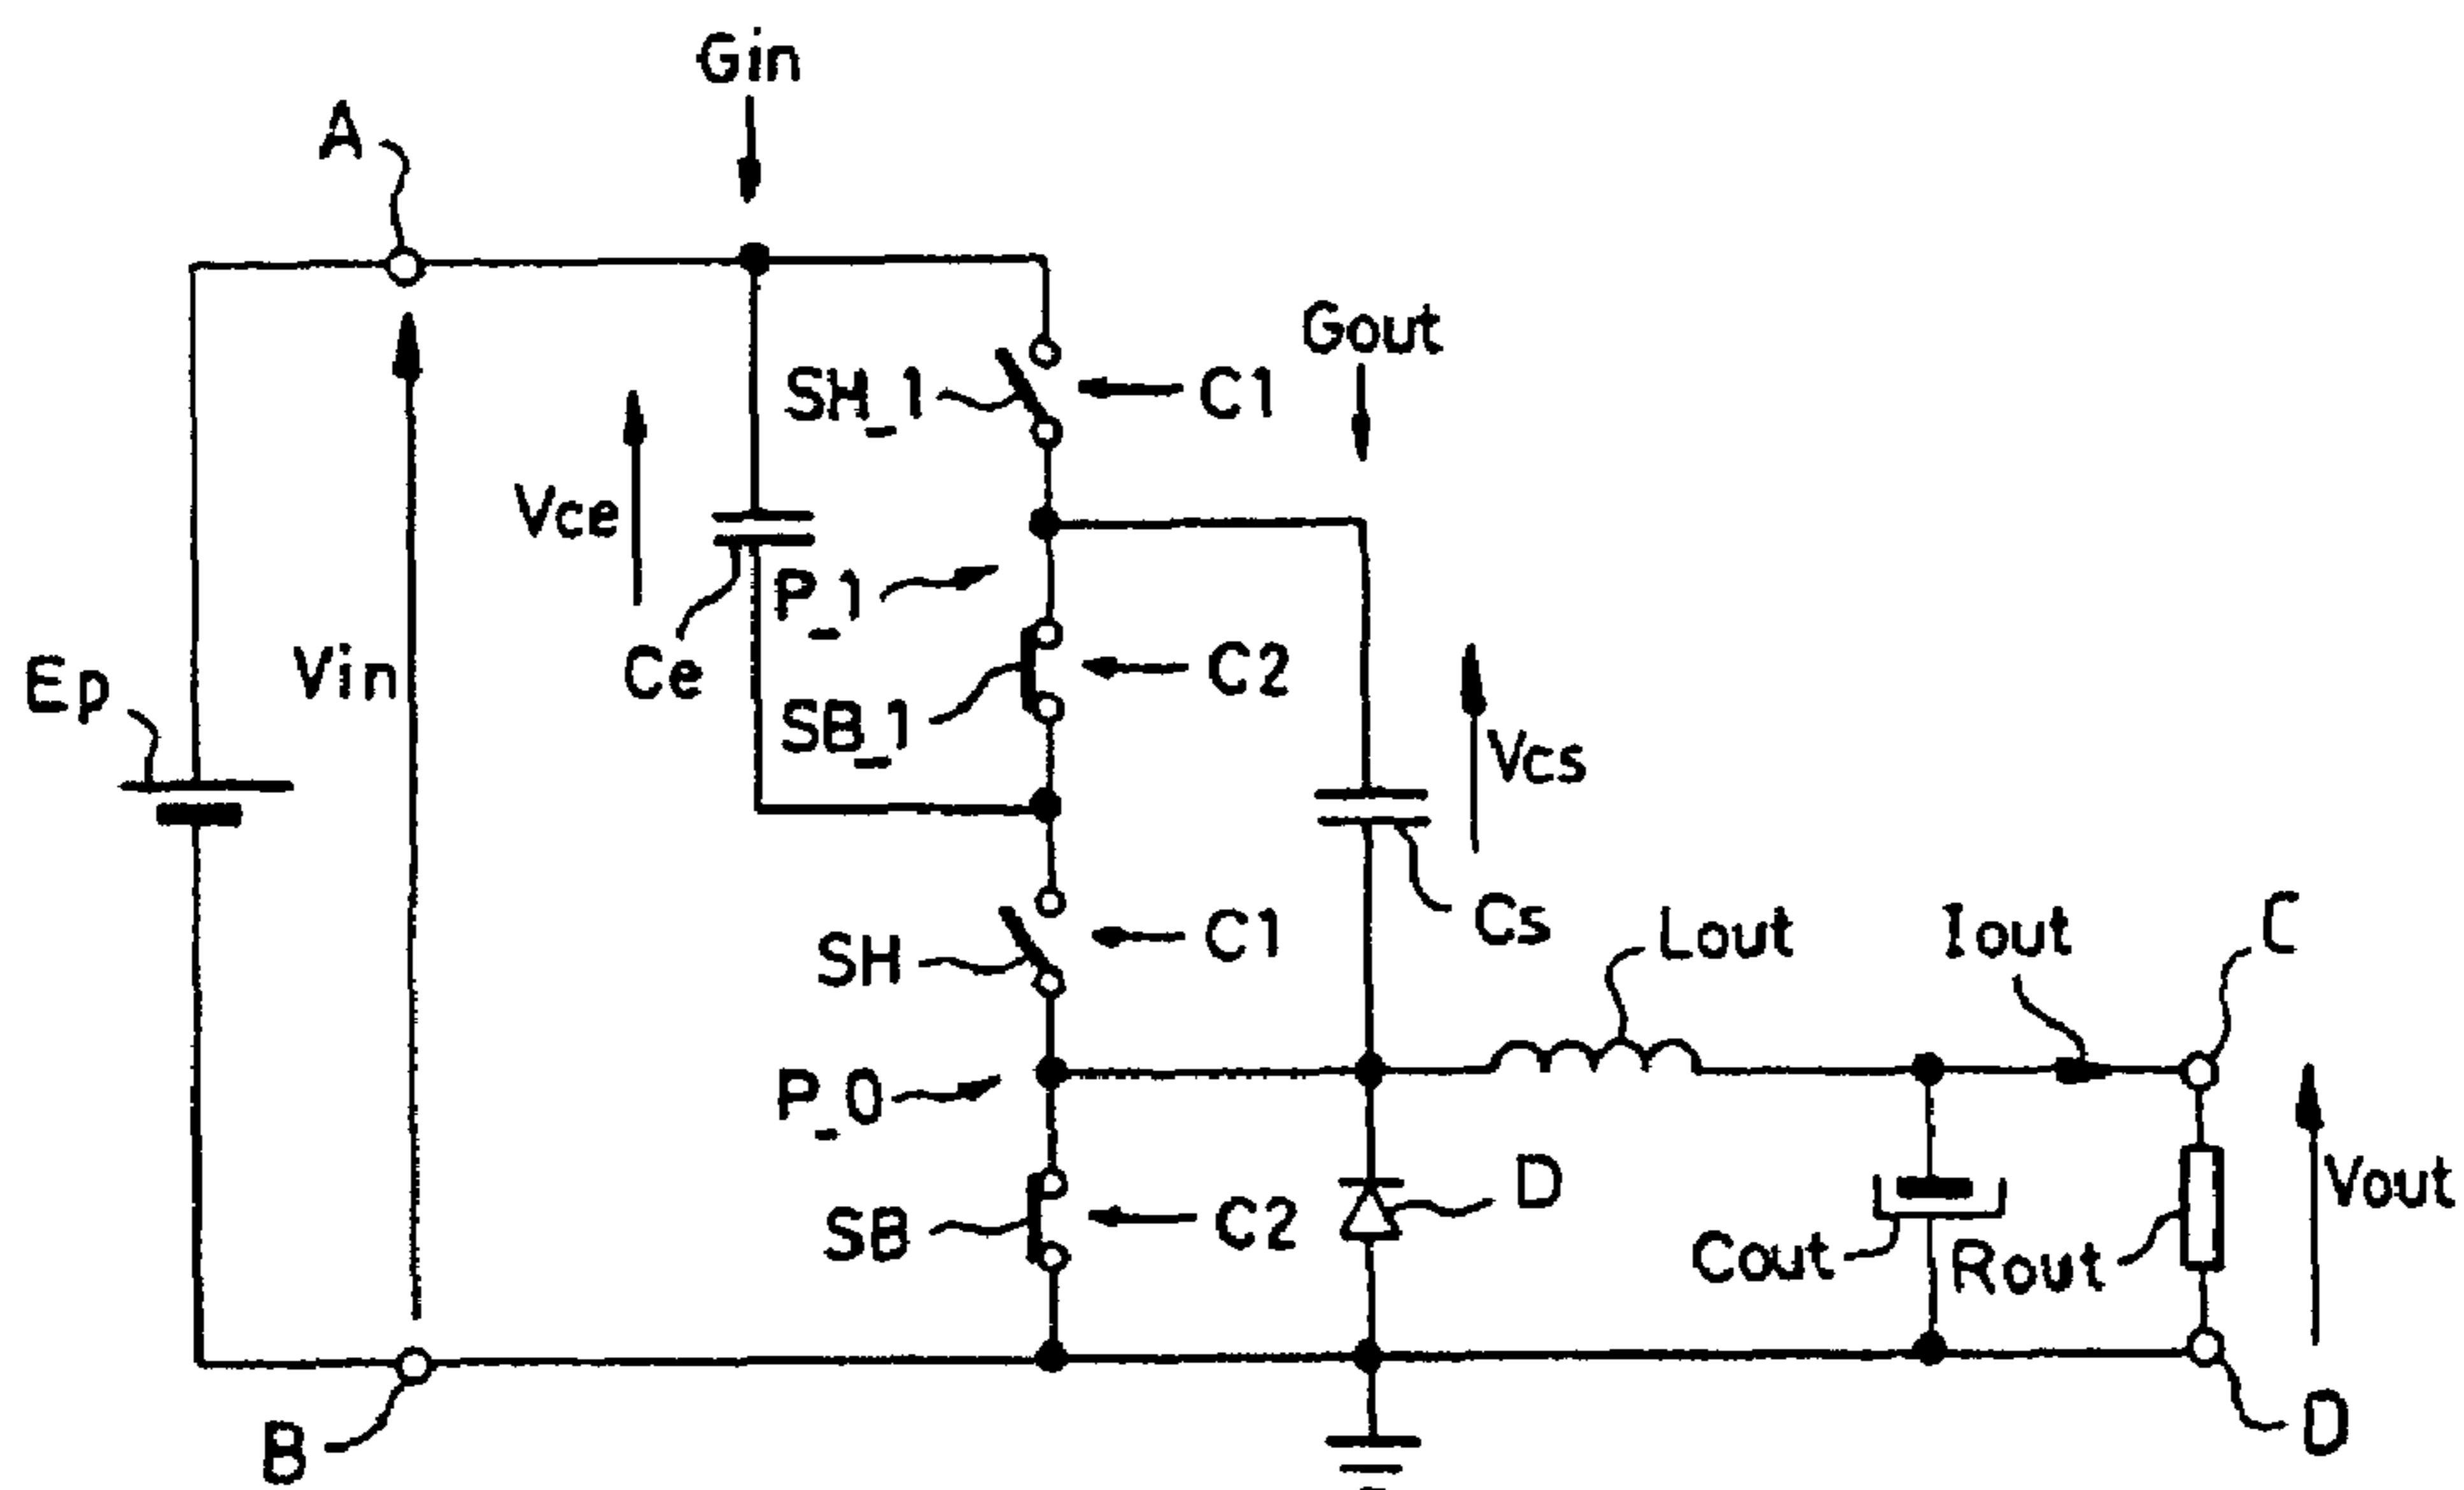 Gin
A
Gout
SH_1
C1
Vce
P_1
Ce
C2
Ep
Vin
SB_1
Vcs
Cs
Lout
Iout
C
SH
C1
P_0
D
Vout
SB
C2
Cout
Rout
B
D